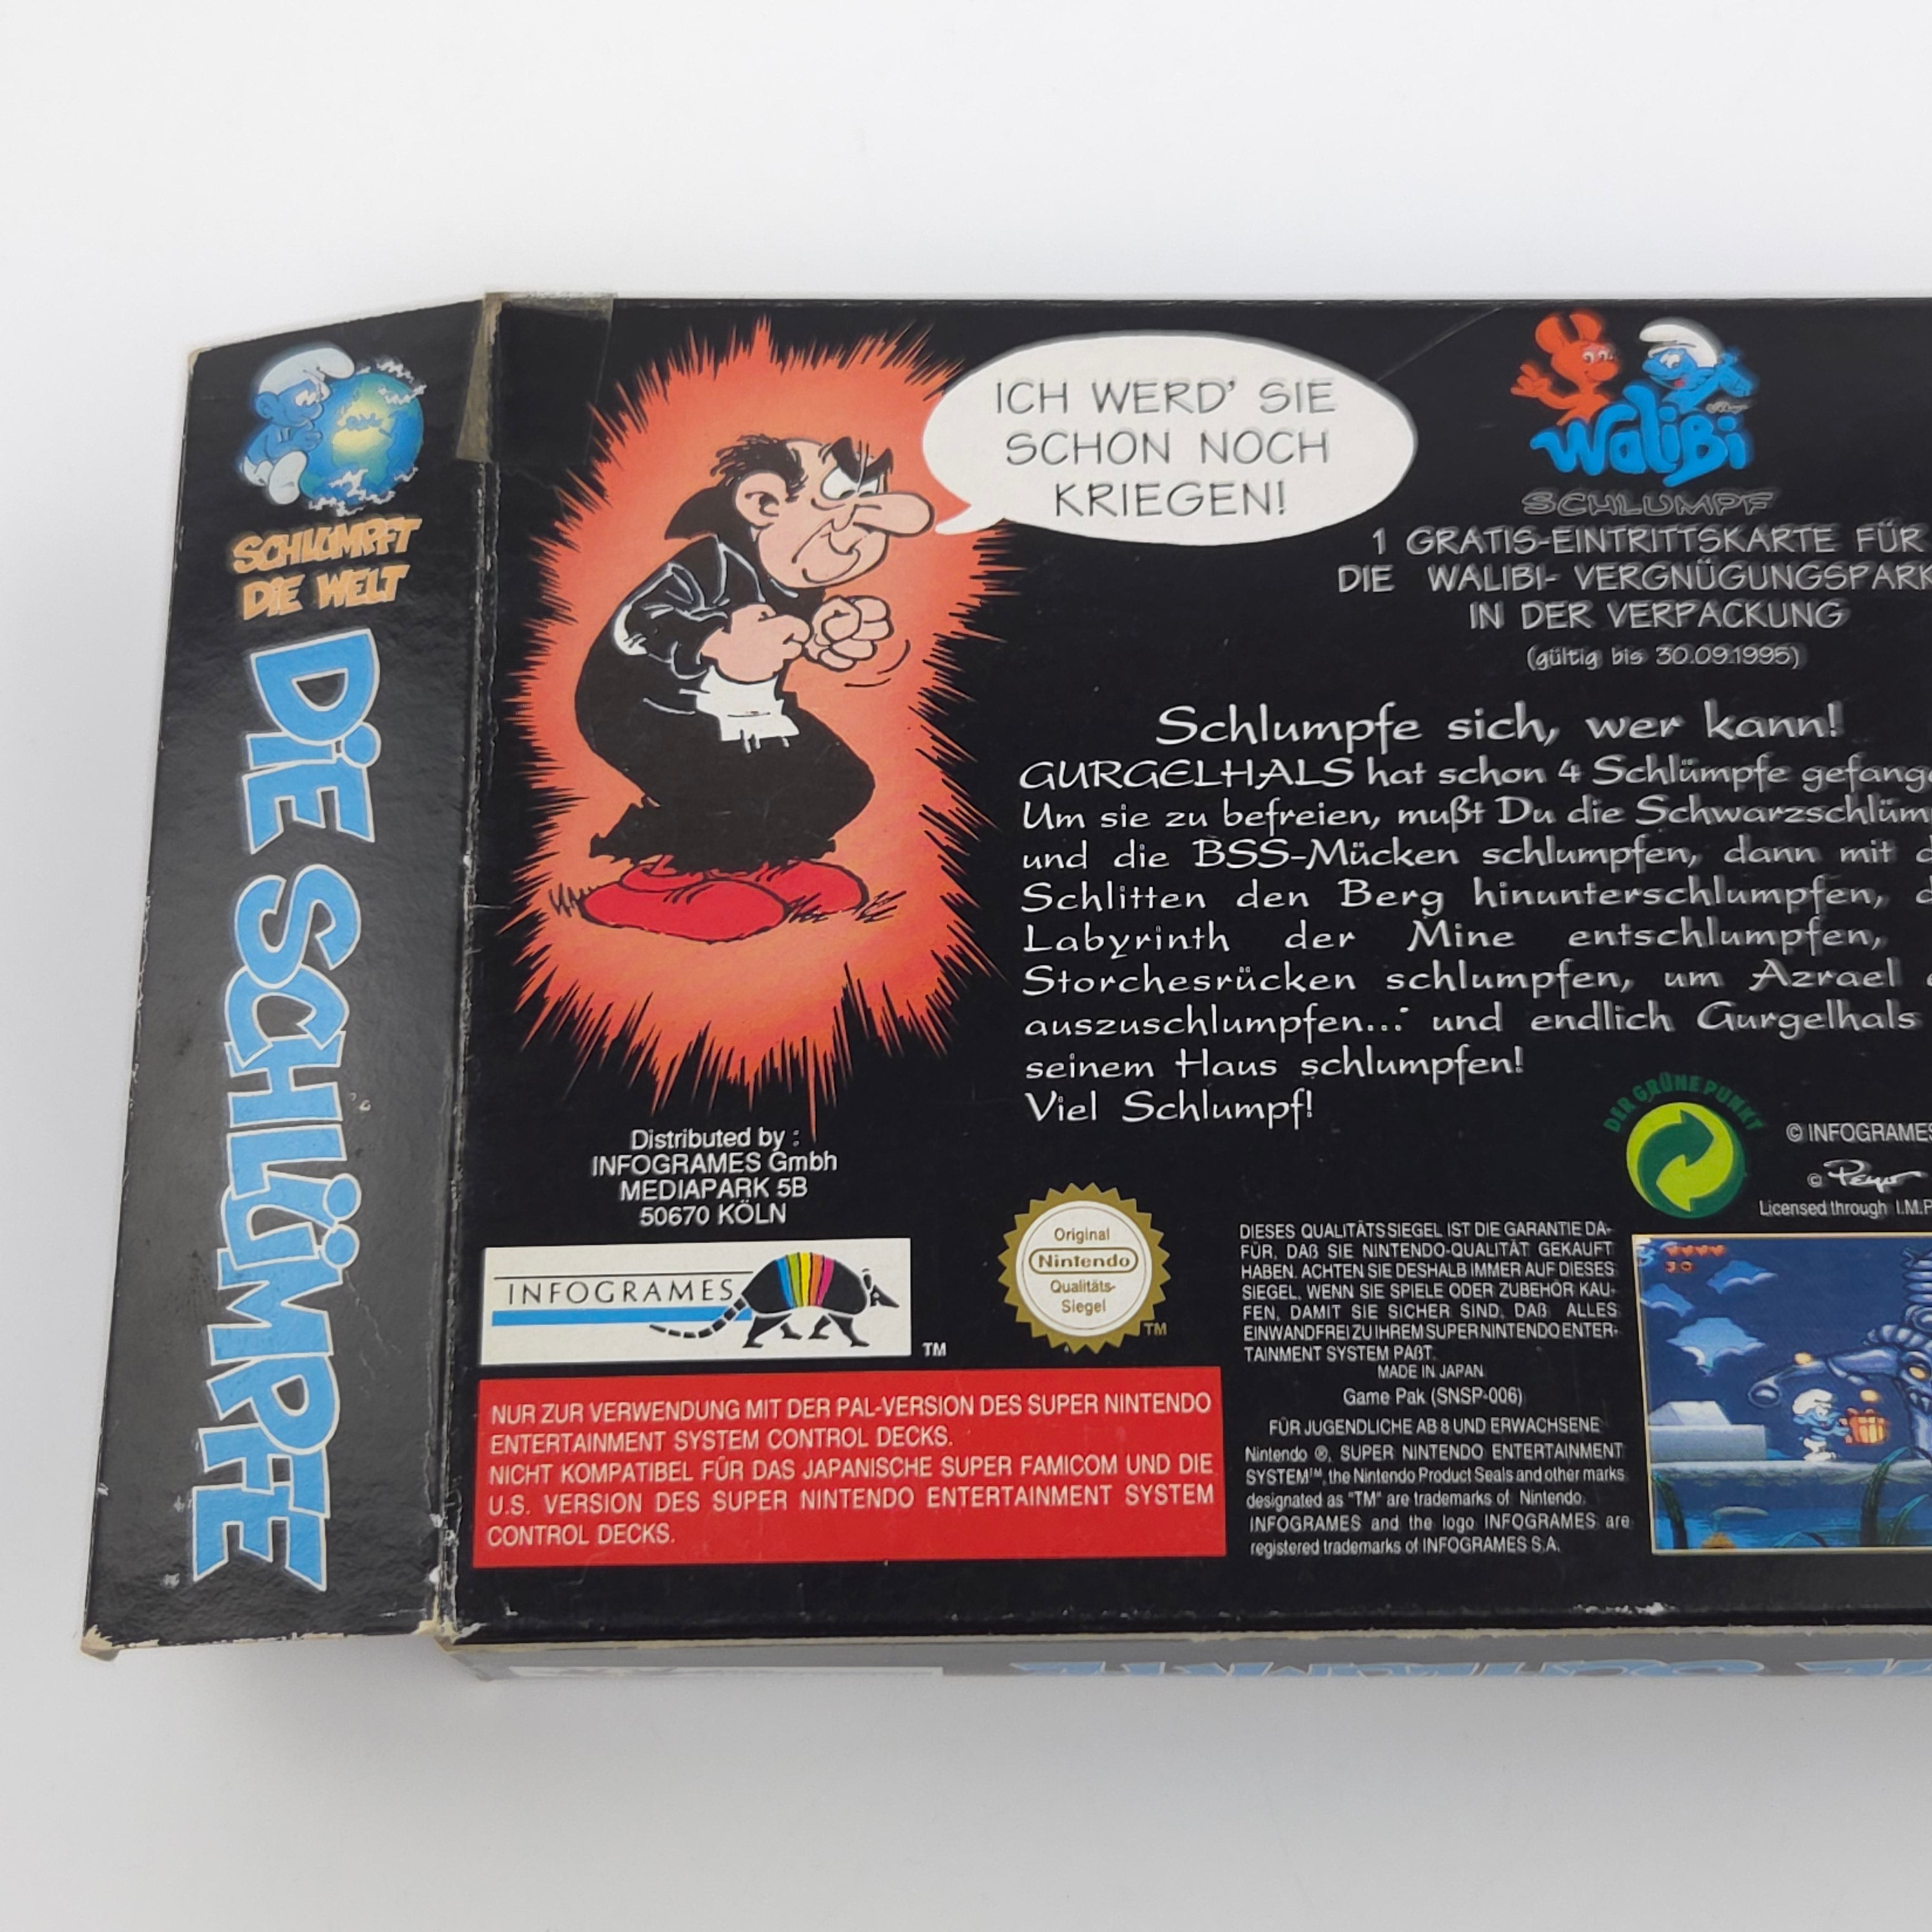 SCHLÜMPFT
DIE WELT
DIE SCHLÜMPFE
ICH WERD' SIE
SCHON NOCH
KRIEGEN!
WaliBi
SCHLUMPF
1 GRATIS-EINTRITTSKARTE FÜR
DIE WALIBI- VERGNÜGUNGSPARK
IN DER VERPACKUNG
(gültig bis 30.09.1995)
Schlumpfe sich, wer kann!
GURGELHALS hat schon 4 Schlümpfe
Um sie zu befreien, mußt Du die
und die BSS-Mücken schlumpfen, dann mit
Schlitten den Berg hinunterschlumpfen,
Labyrinth der Mine entschlumpfen,
Storchesrücken schlumpfen, um Azrael
auszuschlumpfen... und endlich Gurgelhals
seinem Haus schlumpfen!
Viel Schlumpf!
Distributed by :
INFOGRAMES Gmbh
MEDIAPARK 5B
50670 KÖLN
INFOGRAMES
TM
Original
Nintendo
Qualitäts-
Siegel
TM
DER GRÜNE PUNKT
© INFOGRAMES
© Peyo
Licensed through I.M.P
NUR ZUR VERWENDUNG MIT DER PAL-VERSION DES SUPER NINTENDO
ENTERTAINMENT SYSTEM CONTROL DECKS.
NICHT KOMPATIBEL FÜR DAS JAPANISCHE SUPER FAMICOM UND DIE
U.S. VERSION DES SUPER NINTENDO ENTERTAINMENT SYSTEM
CONTROL DECKS.
DIESES QUALITÄTSSIEGEL IST DIE GARANTIE DA-
FÜR, DAß SIE NINTENDO-QUALITÄT GEKAUFT
HABEN. ACHTEN SIE DESHALB IMMER AUF DIESES
SIEGEL, WENN SIE SPIELE ODER ZUBEHÖR KAU-
FEN, DAMIT SIE SICHER SIND, DAß ALLES
EINWANDFREI ZU IHREM SUPER NINTENDO ENTER-
TAINMENT SYSTEM PAßT.
MADE IN JAPAN
Game Pak (SNSP-006)
FÜR JUGENDLICHE AB 8 UND ERWACHSENE
Nintendo ®, SUPER NINTENDO ENTERTAINMENT
SYSTEM™, the Nintendo Product Seals and other marks
designated as "TM" are trademarks of Nintendo.
INFOGRAMES and the logo INFOGRAMES are
registered trademarks of INFOGRAMES S.A.
30